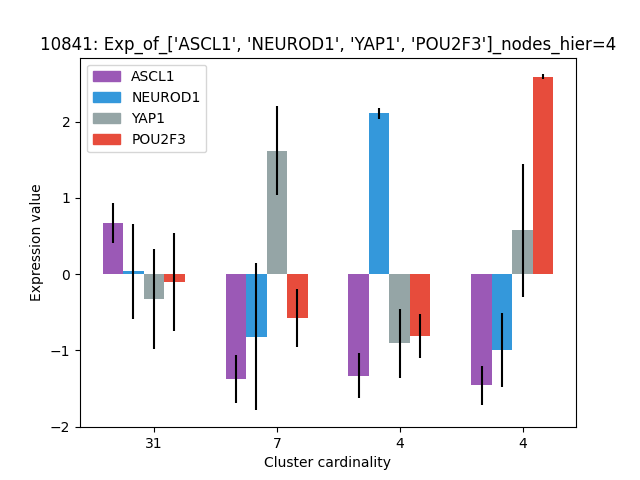 10841: Exp_of_['ASCL1', 'NEUROD1', 'YAP1', 'POU2F3']_nodes_hier=4
ASCL1
NEUROD1
YAP1
POU2F3
2
1
0
−1
−2
Expression value
31 7 4 4
Cluster cardinality